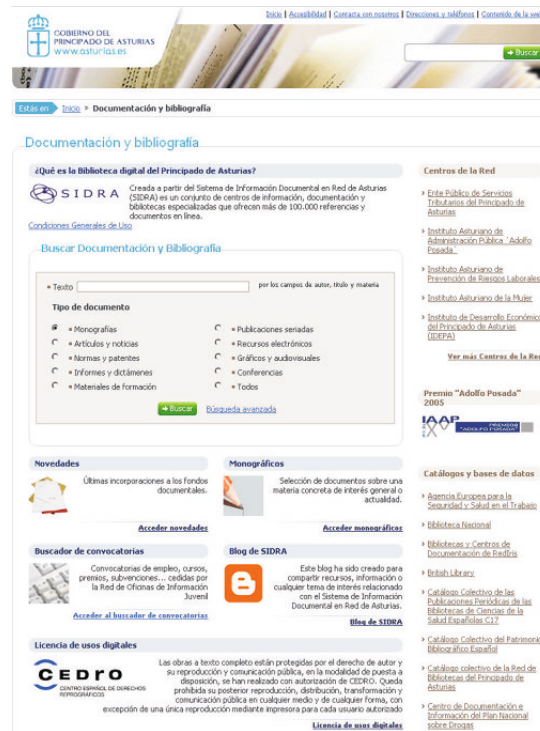 GOBIERNO DEL
PRINCIPADO DE ASTURIAS
www.asturias.es
Inicio | Accesibilidad | Contacta con nosotros | Direcciones y teléfonos | Contenido de la web
Buscar
Estás en Inicio » Documentación y bibliografía
Documentación y bibliografía
¿Qué es la Biblioteca digital del Principado de Asturias?
SIDRA
Creada a partir del Sistema de Información Documental en Red de Asturias
(SIDRA) es un conjunto de centros de información, documentación y
bibliotecas especializadas que ofrecen más de 100.000 referencias y
documentos en línea.
Condiciones Generales de Uso
Buscar Documentación y Bibliografía
Texto
por los campos de autor, título y materia
Tipo de documento
Monografías
Publicaciones seriadas
Artículos y noticias
Recursos electrónicos
Normas y patentes
Gráficos y audiovisuales
Informes y dictámenes
Conferencias
Materiales de formación
Todos
Buscar
Búsqueda avanzada
Novedades
Últimas incorporaciones a los fondos
documentales.
Acceder novedades
Monográficos
Selección de documentos sobre una
materia concreta de interés general o
actualidad.
Acceder monográficos
Buscador de convocatorias
Convocatorias de empleo, cursos,
premios, subvenciones... cedidas por
la Red de Oficinas de Información
Juvenil
Acceder al buscador de convocatorias
Blog de SIDRA
Este blog ha sido creado para
compartir recursos, información o
cualquier tema de interés relacionado
con el Sistema de Información
Documental en Red de Asturias.
Blog de SIDRA
Licencia de usos digitales
CEDRO
CENTRO ESPAÑOL DE DERECHOS
REPROGRÁFICOS
Las obras a texto completo están protegidas por el derecho de autor y
su reproducción y comunicación pública, en la modalidad de puesta a
disposición, se han realizado con autorización de CEDRO. Queda
prohibida su posterior reproducción, distribución, transformación y
comunicación pública en cualquier medio y de cualquier forma, con
excepción de una única reproducción mediante impresora para cada usuario autorizado
Licencia de usos digitales
Centros de la Red
Ente Público de Servicios
Tributarios del Principado de
Asturias
Instituto Asturiano de
Administración Pública ¨Adolfo
Posada¨
Instituto Asturiano de
Prevención de Riesgos Laborales
Instituto Asturiano de la Mujer
Instituto de Desarrollo Económico
del Principado de Asturias
(IDEPA)
Ver más Centros de la Red
Premio "Adolfo Posada"
2005
IAAP
PREMIOS
"ADOLFO POSADA"
Catálogos y bases de datos
Agencia Europea para la
Seguridad y Salud en el Trabajo
Biblioteca Nacional
Bibliotecas y Centros de
Documentación de RedIris
British Library
Catálogo Colectivo de las
Publicaciones Periódicas de las
Bibliotecas de Ciencias de la
Salud Españolas C17
Catálogo Colectivo del Patrimonio
Bibliográfico Español
Catálogo colectivo de la Red de
Bibliotecas del Principado de
Asturias
Centro de Documentación e
Información del Plan Nacional
sobre Drogas